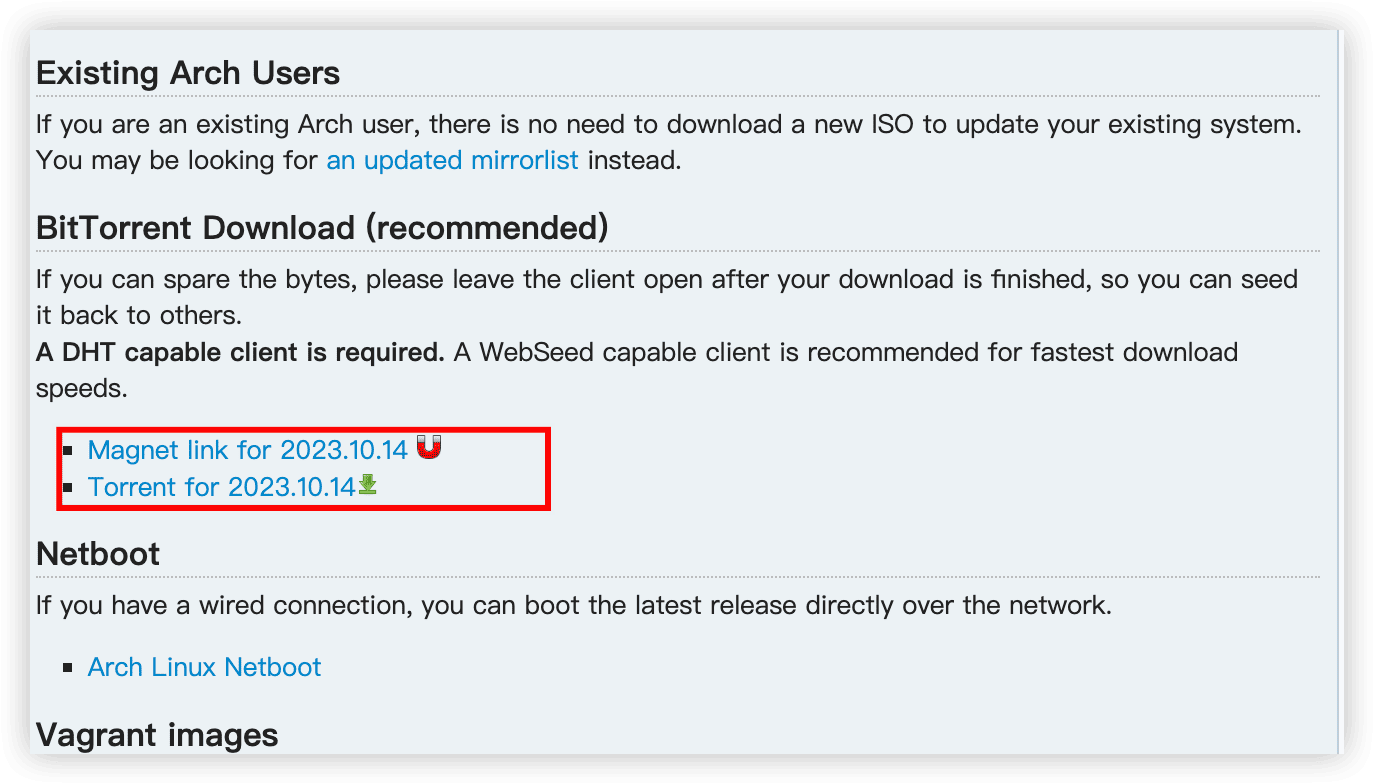 Existing Arch Users
If you are an existing Arch user, there is no need to download a new ISO to update your existing system.
You may be looking for an updated mirrorlist instead.
BitTorrent Download (recommended)
If you can spare the bytes, please leave the client open after your download is finished, so you can seed
it back to others.
A DHT capable client is required. A WebSeed capable client is recommended for fastest download
speeds.
Magnet link for 2023.10.14
Torrent for 2023.10.14
Netboot
If you have a wired connection, you can boot the latest release directly over the network.
Arch Linux Netboot
Vagrant images